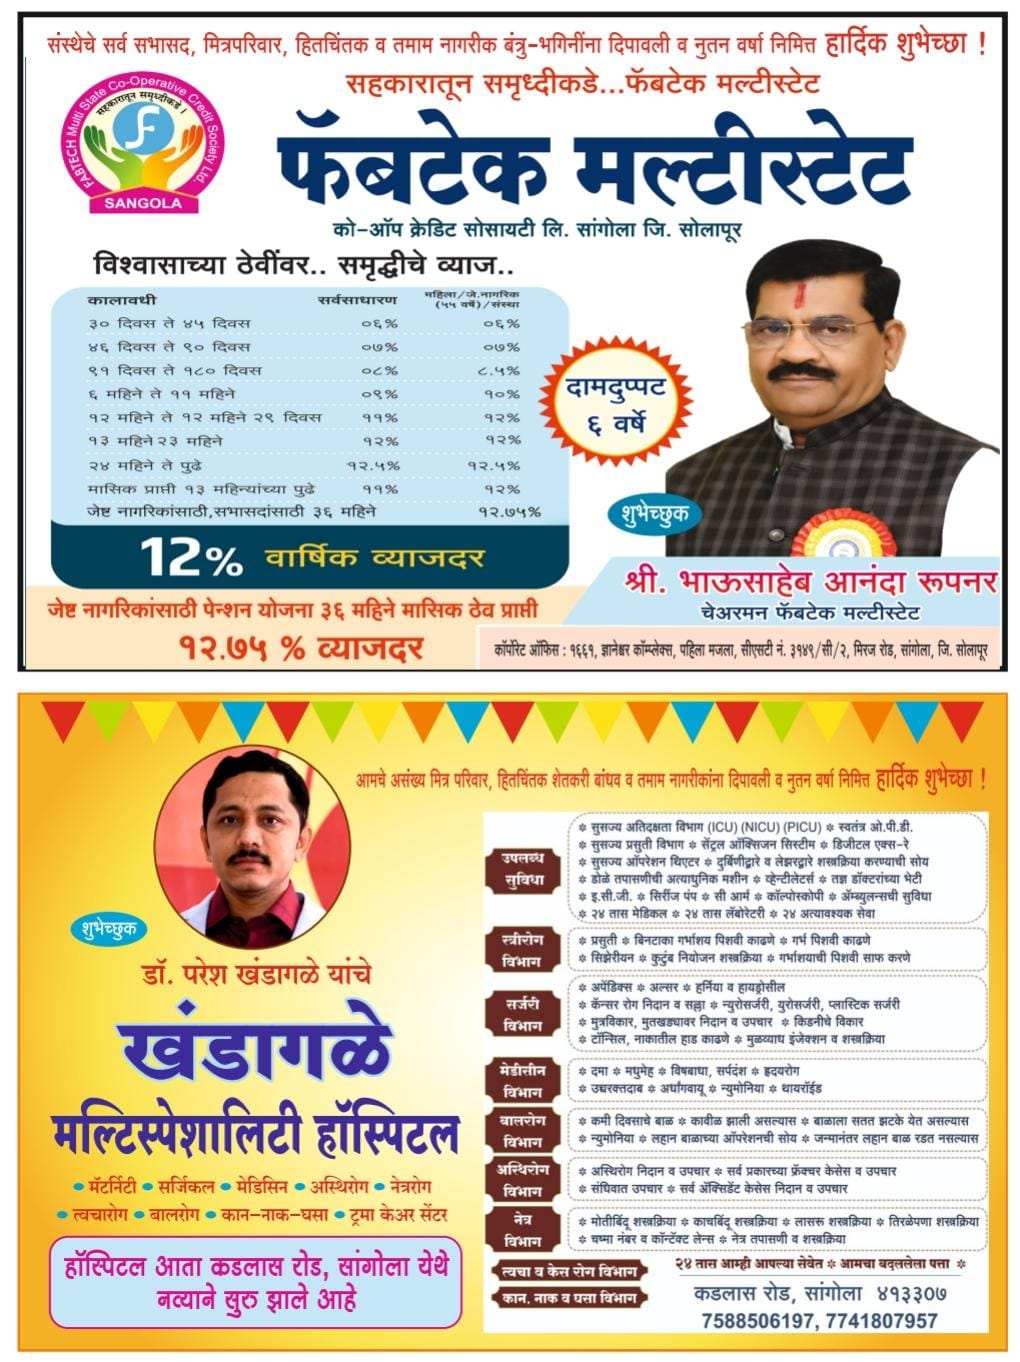 संस्थेचे सर्व सभासद, मित्रपरिवार, हितचिंतक व तमाम नागरीक बंत्रु-भगिनींना दिपावली व नुतन वर्षा निमित्त हार्दिक शुभेच्छा !
सहकारातून समृध्दीकडे...फॅबटेक मल्टीस्टेट
FABTECH Multi State Co-Operative Credit Society Ltd.
सहकारातून समृध्दीकडे ।
SANGOLA
फॅबटेक मल्टीस्टेट
को-ऑप क्रेडिट सोसायटी लि. सांगोला जि. सोलापूर
विश्वासाच्या ठेवींवर.. समृद्धीचे व्याज..
कालावधी सर्वसाधारण महिला/जे.नागरिक (५५ वर्षे)/संस्था
३० दिवस ते ४५ दिवस ०६% ०६%
४६ दिवस ते ९० दिवस ०७% ०७%
९१ दिवस ते १८० दिवस ०८% ८.५%
६ महिने ते ११ महिने ०९% १०%
१२ महिने ते १२ महिने २९ दिवस ११% १२%
१३ महिने २३ महिने १२% १२%
२४ महिने ते पुढे १२.५% १२.५%
मासिक प्राप्ती १३ महिन्यांच्या पुढे ११% १२%
जेष्ट नागरिकांसाठी,सभासदांसाठी ३६ महिने १२.७५%
12% वार्षिक व्याजदर
दामदुप्पट
६ वर्षे
शुभेच्छुक
श्री. भाऊसाहेब आनंदा रूपनर
चेअरमन फॅबटेक मल्टीस्टेट
जेष्ट नागरिकांसाठी पेन्शन योजना ३६ महिने मासिक ठेव प्राप्ती
१२.७५ % व्याजदर
कॉर्पोरेट ऑफिस : १६६१, ज्ञानेश्वर कॉम्प्लेक्स, पहिला मजला, सीएसटी नं. ३१४९/सी/२, मिरज रोड, सांगोला, जि. सोलापूर
आमचे असंख्य मित्र परिवार, हितचिंतक शेतकरी बांधव व तमाम नागरीकांना दिपावली व नुतन वर्षा निमित्त हार्दिक शुभेच्छा !
शुभेच्छुक
डॉ. परेश खंडागळे यांचे
खंडागळे
मल्टिस्पेशालिटी हॉस्पिटल
• मॅटर्निटी • सर्जिकल • मेडिसिन • अस्थिरोग • नेत्ररोग
• त्वचारोग • बालरोग • कान-नाक-घसा • ट्रमा केअर सेंटर
हॉस्पिटल आता कडलास रोड, सांगोला येथे
नव्याने सुरु झाले आहे
उपलब्ध सुविधा
* सुसज्य अतिदक्षता विभाग (ICU) (NICU) (PICU) * स्वतंत्र ओ.पी.डी.
* सुसज्य प्रसुती विभाग * सेंट्रल ऑक्सिजन सिस्टीम * डिजीटल एक्स-रे
* सुसज्य ऑपरेशन थिएटर * दुर्बिणीद्वारे व लेझरद्वारे शस्त्रक्रिया करण्याची सोय
* डोळे तपासणीची अत्याधुनिक मशीन * व्हेन्टीलेटर्स * तज्ञ डॉक्टरांच्या भेटी
* इ.सी.जी. * सिरींज पंप * सी आर्म * कॉल्पोस्कोपी * ॲम्ब्युलन्सची सुविधा
* २४ तास मेडिकल * २४ तास लॅबोरेटरी * २४ अत्यावश्यक सेवा
स्त्रीरोग विभाग
* प्रसुती * बिनटाका गर्भाशय पिशवी काढणे * गर्भ पिशवी काढणे
* सिझेरीयन * कुटुंब नियोजन शस्त्रक्रिया * गर्भाशयाची पिशवी साफ करणे
सर्जरी विभाग
* अपेंडिक्स * अल्सर * हर्निया व हायड्रोसील
* कॅन्सर रोग निदान व सल्ला * न्युरोसर्जरी, युरोसर्जरी, प्लास्टिक सर्जरी
* मुत्रविकार, मुतखड्यावर निदान व उपचार * किडनीचे विकार
* टॉन्सिल, नाकातील हाड काढणे * मुळव्याध इंजेक्शन व शस्त्रक्रिया
मेडीसीन विभाग
* दमा * मधुमेह * विषबाधा, सर्पदंश * ह्रदयरोग
* उच्चरक्तदाब * अर्धांगवायू * न्युमोनिया * थायरॉईड
बालरोग विभाग
* कमी दिवसाचे बाळ * कावीळ झाली असल्यास * बाळाला सतत झटके येत असल्यास
* न्युमोनिया * लहान बाळाच्या ऑपरेशनची सोय * जन्मानंतर लहान बाळ रडत नसल्यास
अस्थिरोग विभाग
* अस्थिरोग निदान व उपचार * सर्व प्रकारच्या फ्रॅक्चर केसेस व उपचार
* संधिवात उपचार * सर्व ॲक्सिडेंट केसेस निदान व उपचार
नेत्र विभाग
* मोतीबिंदू शस्त्रक्रिया * काचबिंदू शस्त्रक्रिया * लासरू शस्त्रक्रिया * तिरळेपणा शस्त्रक्रिया
* चष्मा नंबर व कॉन्टॅक्ट लेन्स * नेत्र तपासणी व शस्त्रक्रिया
त्वचा व केस रोग विभाग
कान. नाक व घसा विभाग
२४ तास आम्ही आपल्या सेवेत * आमचा बदललेला पत्ता *
कडलास रोड, सांगोला ४१३३०७
7588506197, 7741807957